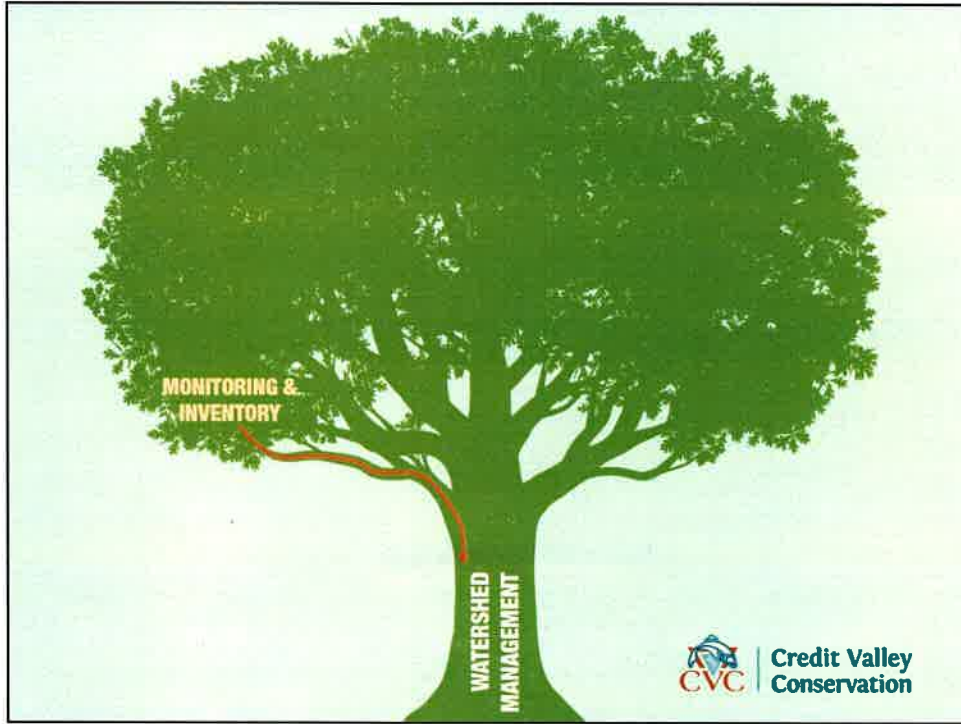 MONITORING &
INVENTORY
WATERSHED
MANAGEMENT
CVC
Credit Valley
Conservation